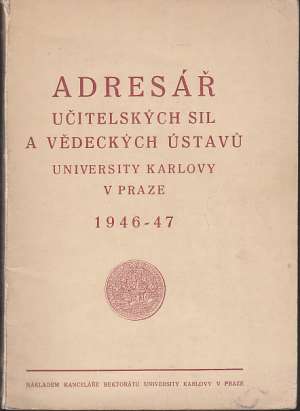 ADRESÁŘ
UČITELSKÝCH SIL
A VĚDECKÝCH ÚSTAVŮ
UNIVERSITY KARLOVY
V PRAZE
1946-47
NÁKLADEM KANCELÁŘE REKTORÁTU UNIVERSITY KARLOVY V PRAZE